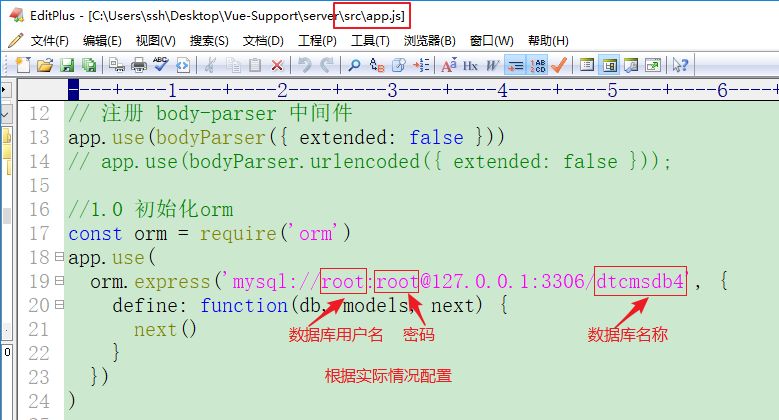 EditPlus - [C:\Users\ssh\Desktop\Vue-Support\server\src\app.js]
文件(F) 编辑(E) 视图(V) 搜索(S) 文档(D) 工程(P) 工具(T) 浏览器(B) 窗口(W) 帮助(H)
----+----1----+----2----+----3----+----4----+----5----+----6----
12 // 注册 body-parser 中间件
13 app.use(bodyParser({ extended: false }))
14 // app.use(bodyParser.urlencoded({ extended: false }));
15
16 //1.0 初始化orm
17 const orm = require('orm')
18 app.use(
19 orm.express('mysql://root:root@127.0.0.1:3306/dtcmsdb4', {
20 define: function(db, models, next) {
21 next()
数据库用户名 密码 数据库名称
22 }
23 })
根据实际情况配置
24 )